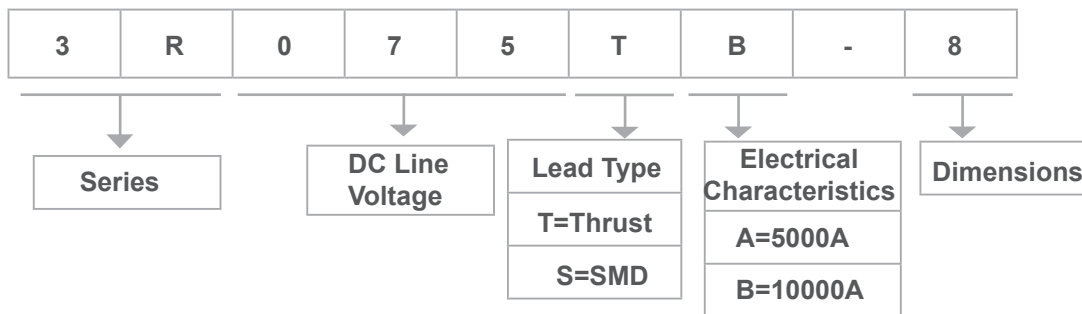 3 R 0 7 5 T B - 8
Series
DC Line
Voltage
Lead Type
T=Thrust
S=SMD
Electrical
Characteristics
A=5000A
B=10000A
Dimensions